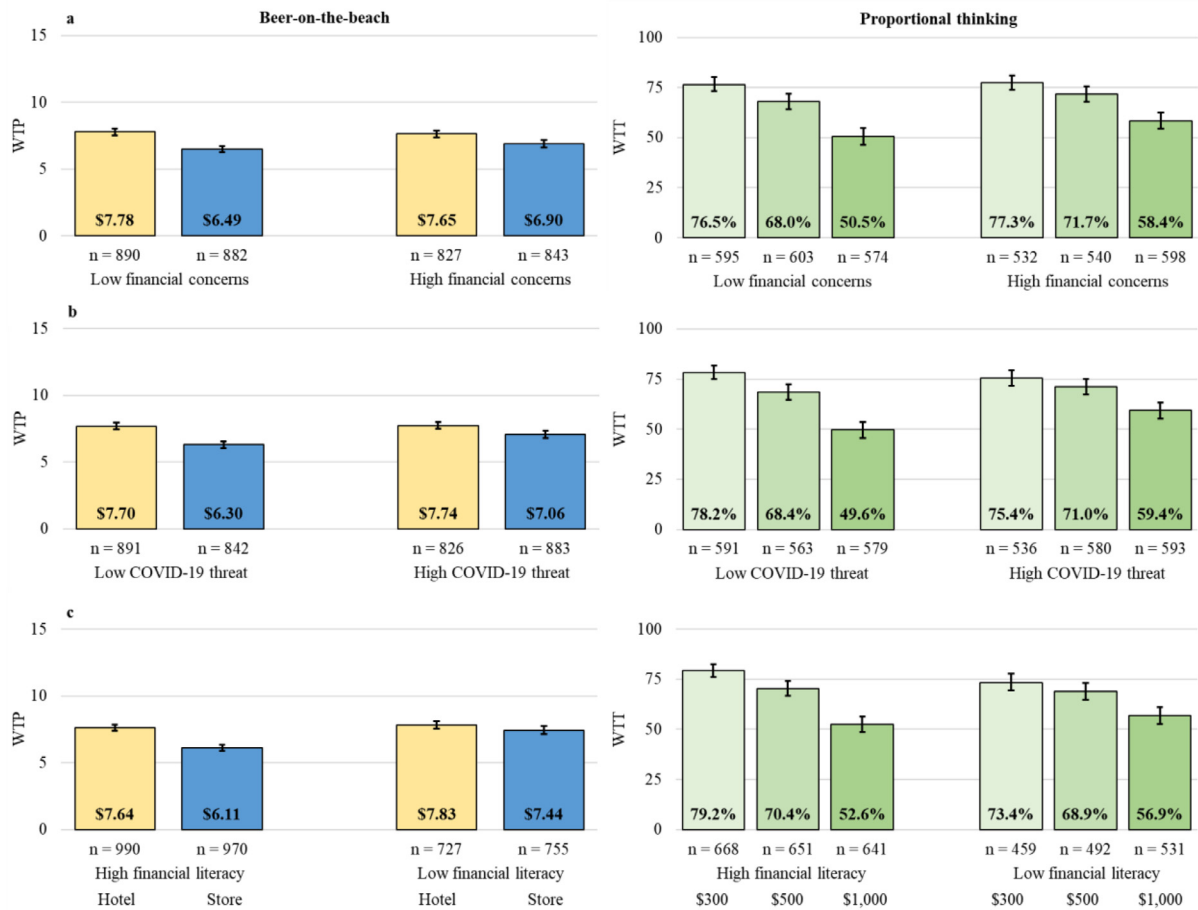 a Beer-on-the-beach Proportional thinking
15
10
5
0
WTP
$7.78 $6.49 $7.65 $6.90
n = 890 n = 882 n = 827 n = 843
Low financial concerns High financial concerns
100
75
50
25
0
WTT
76.5% 68.0% 50.5% 77.3% 71.7% 58.4%
n = 595 n = 603 n = 574 n = 532 n = 540 n = 598
Low financial concerns High financial concerns
b
15
10
5
0
WTP
$7.70 $6.30 $7.74 $7.06
n = 891 n = 842 n = 826 n = 883
Low COVID-19 threat High COVID-19 threat
100
75
50
25
0
WTT
78.2% 68.4% 49.6% 75.4% 71.0% 59.4%
n = 591 n = 563 n = 579 n = 536 n = 580 n = 593
Low COVID-19 threat High COVID-19 threat
c
15
10
5
0
WTP
$7.64 $6.11 $7.83 $7.44
n = 990 n = 970 n = 727 n = 755
High financial literacy Low financial literacy
Hotel Store Hotel Store
100
75
50
25
0
WTT
79.2% 70.4% 52.6% 73.4% 68.9% 56.9%
n = 668 n = 651 n = 641 n = 459 n = 492 n = 531
High financial literacy Low financial literacy
$300 $500 $1,000 $300 $500 $1,000